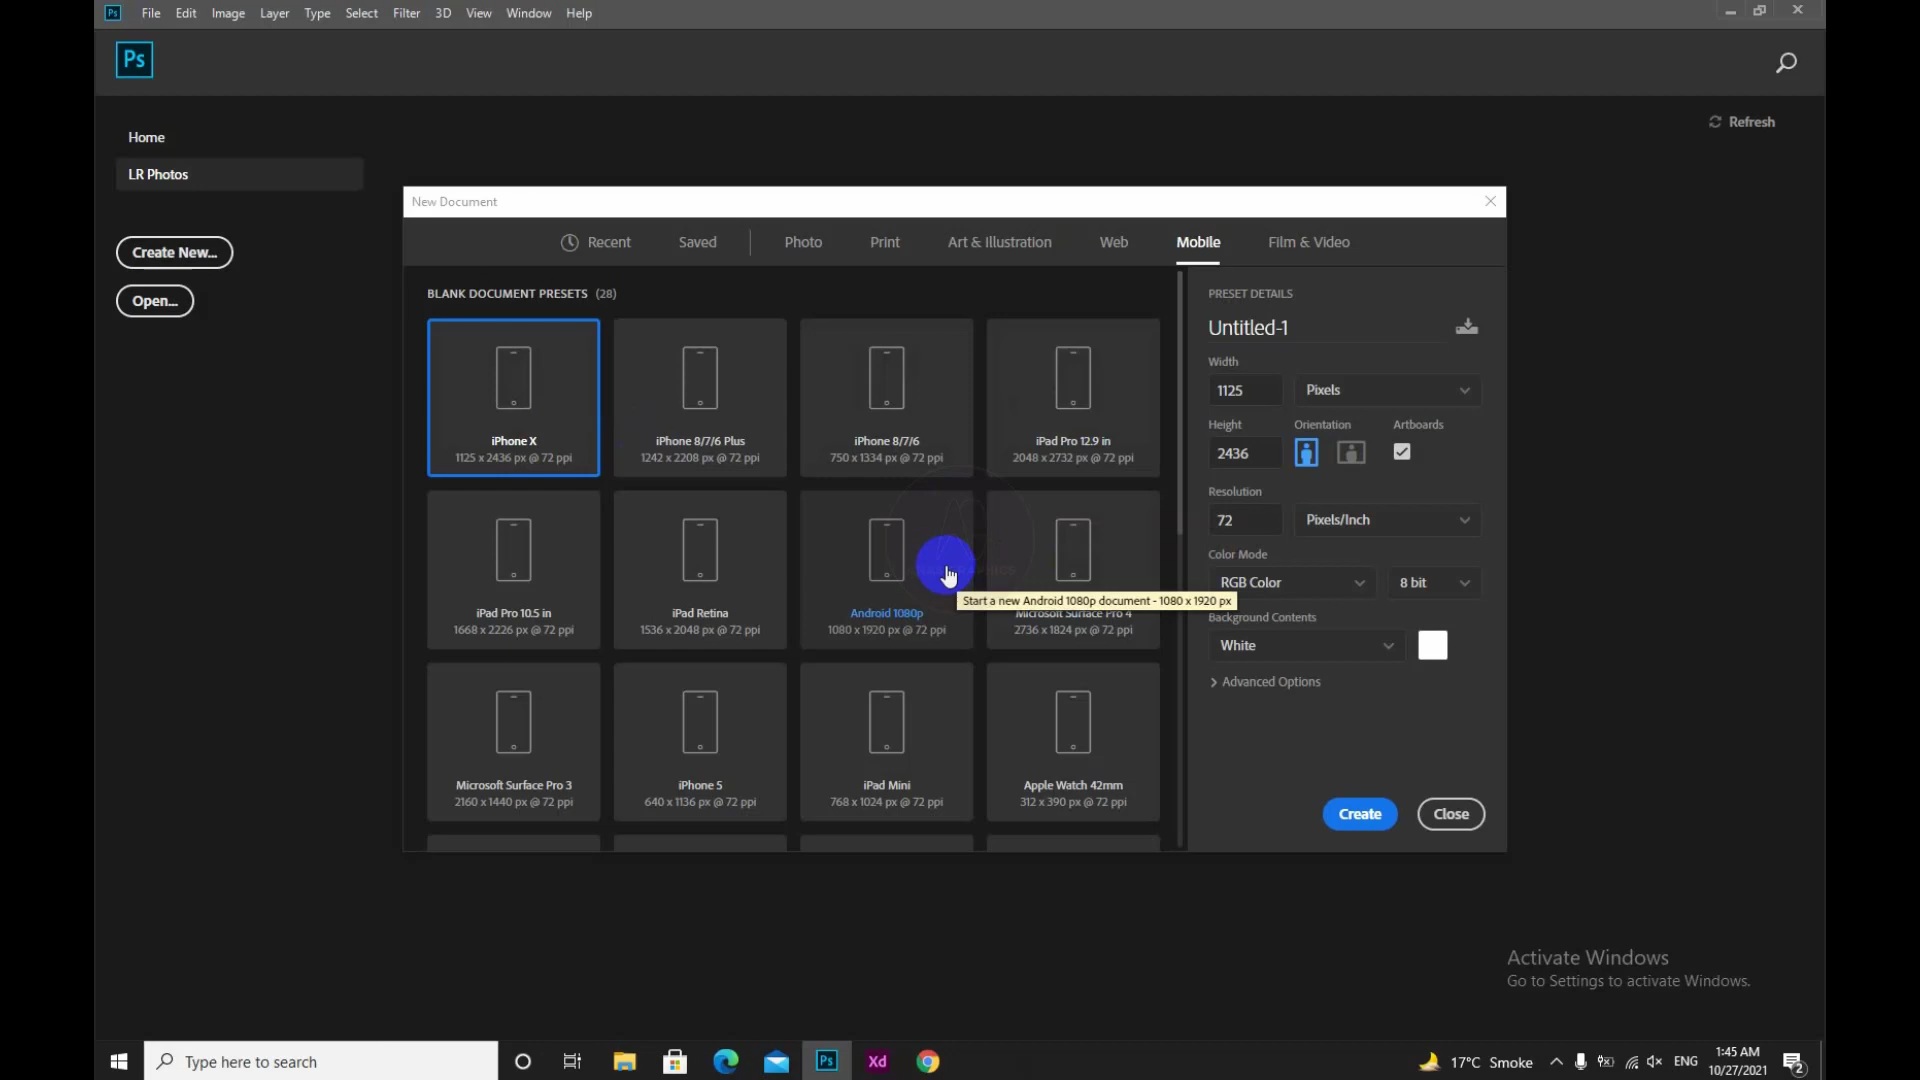 Ps File Edit Image Layer Type Select Filter 3D View Window Help
Ps
Refresh
Home
LR Photos
Create New...
Open...
New Document
Recent Saved Photo Print Art & Illustration Web Mobile Film & Video
BLANK DOCUMENT PRESETS (28)
iPhone X
1125 x 2436 px @ 72 ppi
iPhone 8/7/6 Plus
1242 x 2208 px @ 72 ppi
iPhone 8/7/6
750 x 1334 px @ 72 ppi
iPad Pro 12.9 in
2048 x 2732 px @ 72 ppi
iPad Pro 10.5 in
1668 x 2226 px @ 72 ppi
iPad Retina
1536 x 2048 px @ 72 ppi
Android 1080p
1080 x 1920 px @ 72 ppi
Start a new Android 1080p document - 1080 x 1920 px
Microsoft Surface Pro 4
2736 x 1824 px @ 72 ppi
Microsoft Surface Pro 3
2160 x 1440 px @ 72 ppi
iPhone 5
640 x 1136 px @ 72 ppi
iPad Mini
768 x 1024 px @ 72 ppi
Apple Watch 42mm
312 x 390 px @ 72 ppi
PRESET DETAILS
Untitled-1
Width
1125 Pixels
Height Orientation Artboards
2436
Resolution
72 Pixels/Inch
Color Mode
RGB Color 8 bit
Background Contents
White
Advanced Options
Create Close
Activate Windows
Go to Settings to activate Windows.
Type here to search
Ps
Xd
17°C Smoke
ENG
1:45 AM
10/27/2021
2